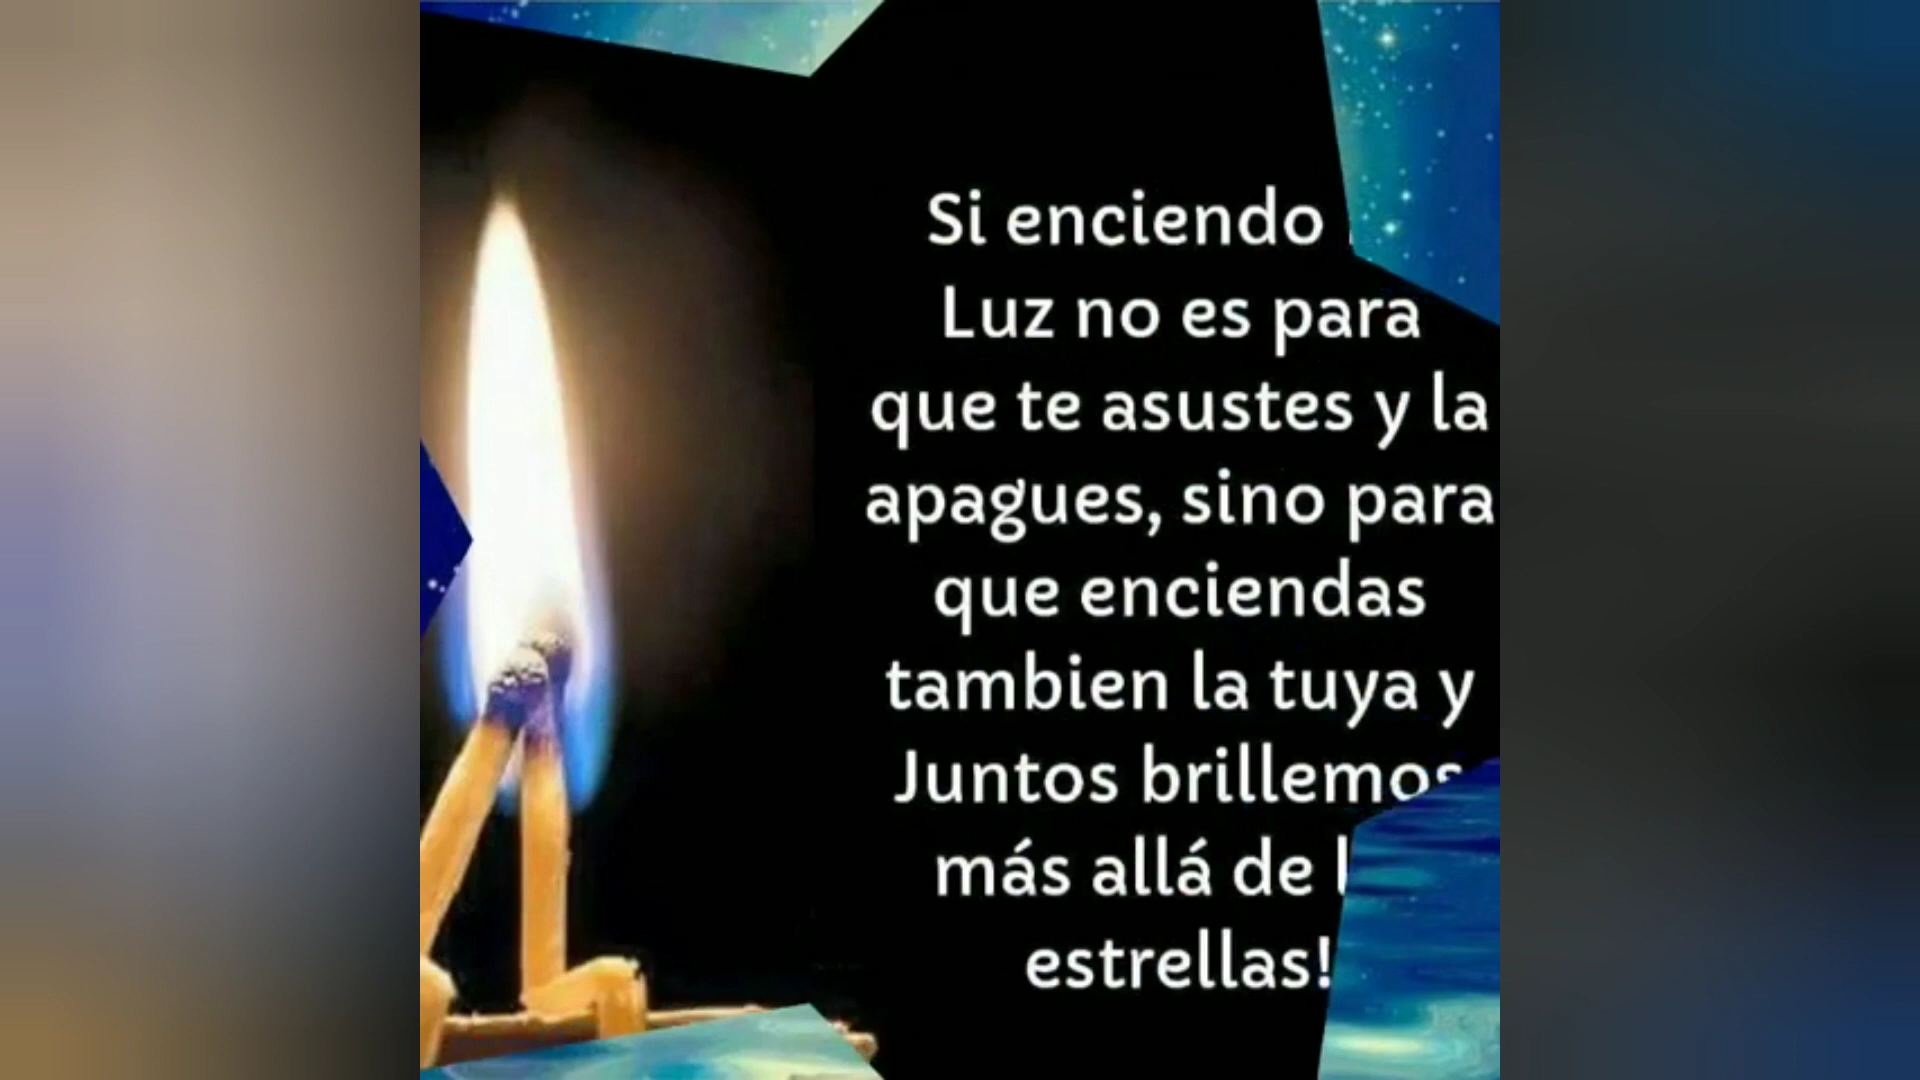 Si enciendo
Luz no es para
que te asustes y la
apagues, sino para
que enciendas
tambien la tuya y
Juntos brillemos
más allá de
estrellas!